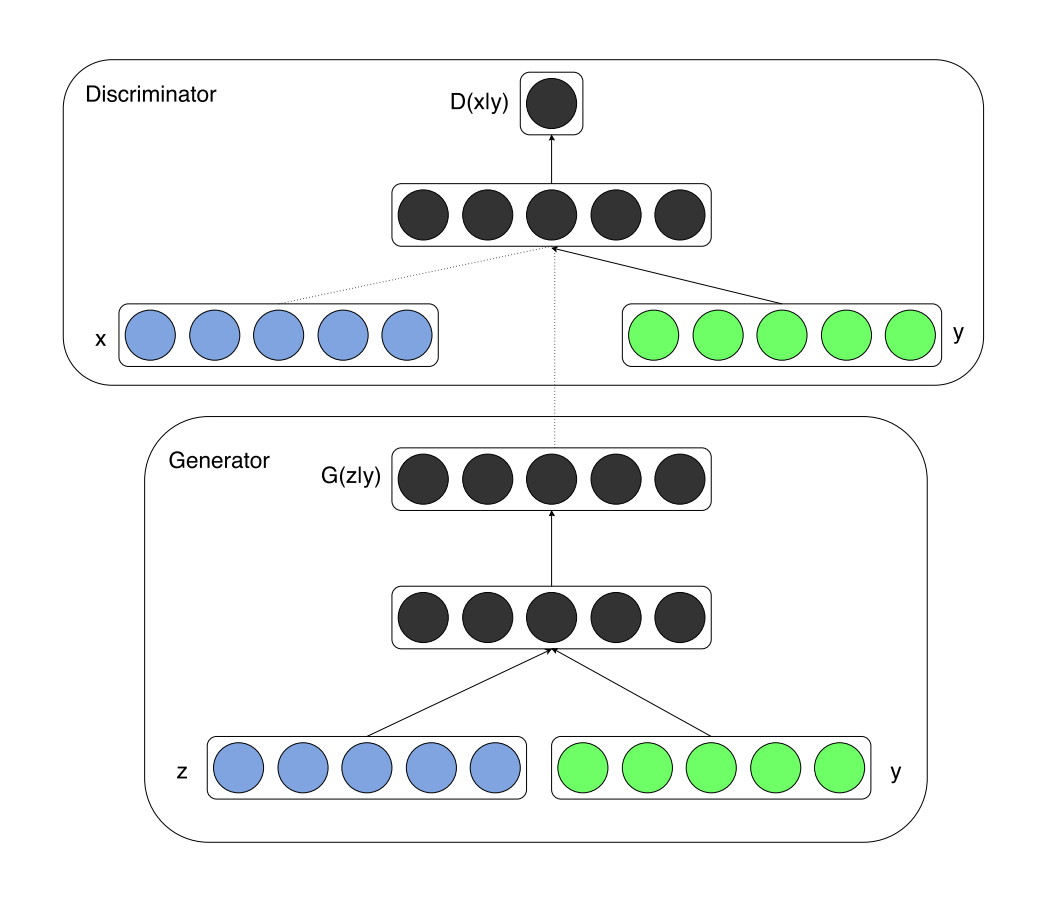 Discriminator
D(x|y)
x
y
Generator
G(z|y)
z
y